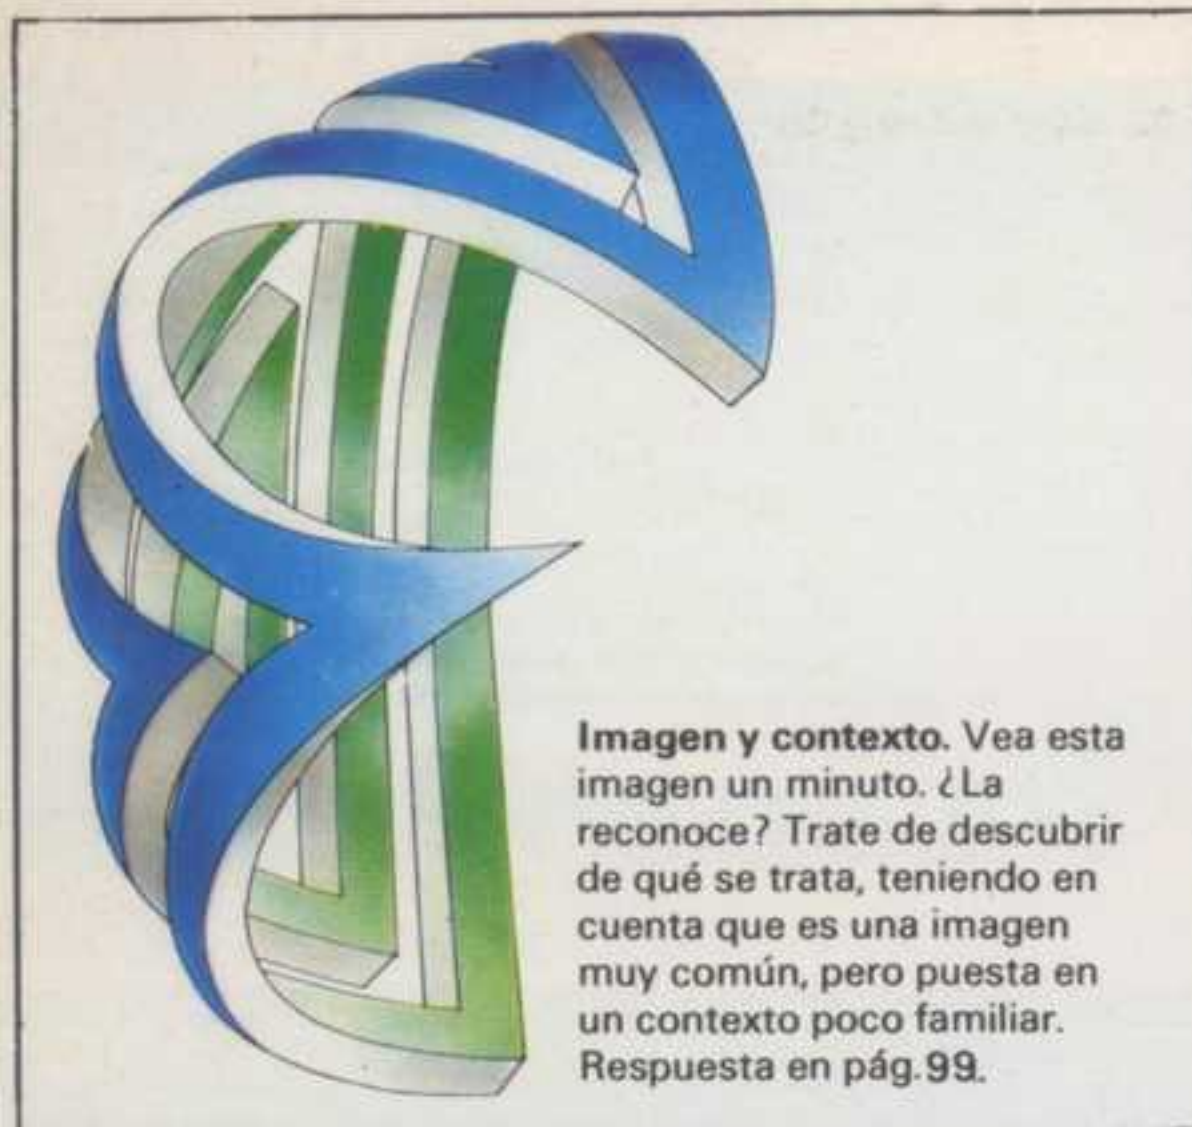 Imagen y contexto. Vea esta
imagen un minuto. ¿La
reconoce? Trate de descubrir
de qué se trata, teniendo en
cuenta que es una imagen
muy común, pero puesta en
un contexto poco familiar.
Respuesta en pág.99.